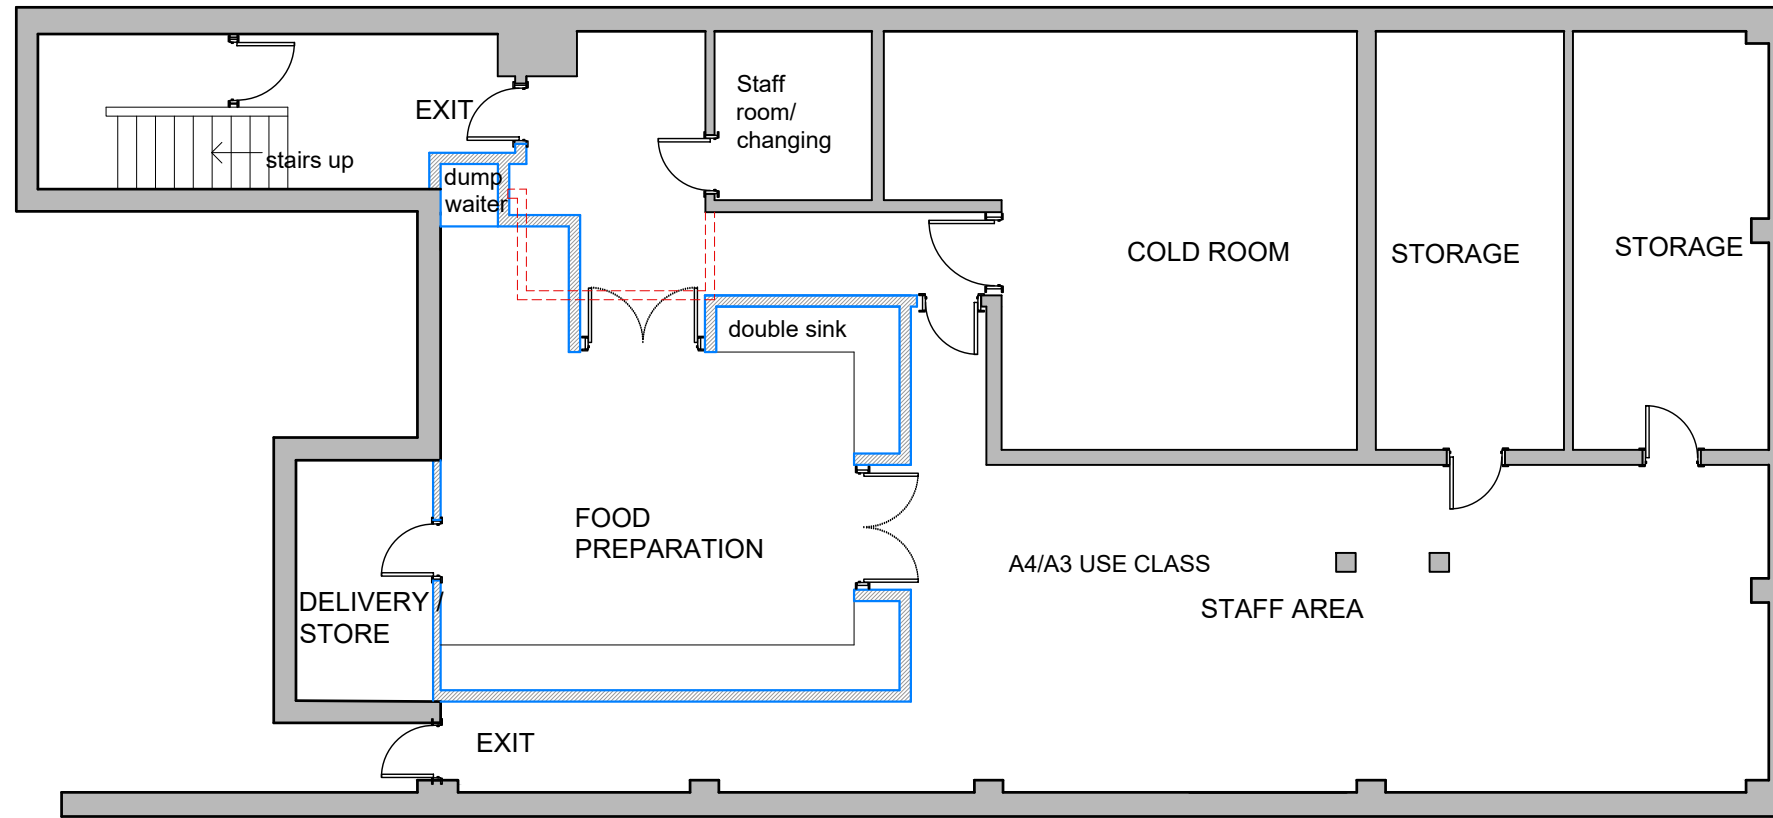 EXIT
stairs up
dump
waiter
Staff
room/
changing
COLD ROOM
STORAGE
STORAGE
double sink
FOOD
PREPARATION
DELIVERY /
STORE
A4/A3 USE CLASS
STAFF AREA
EXIT